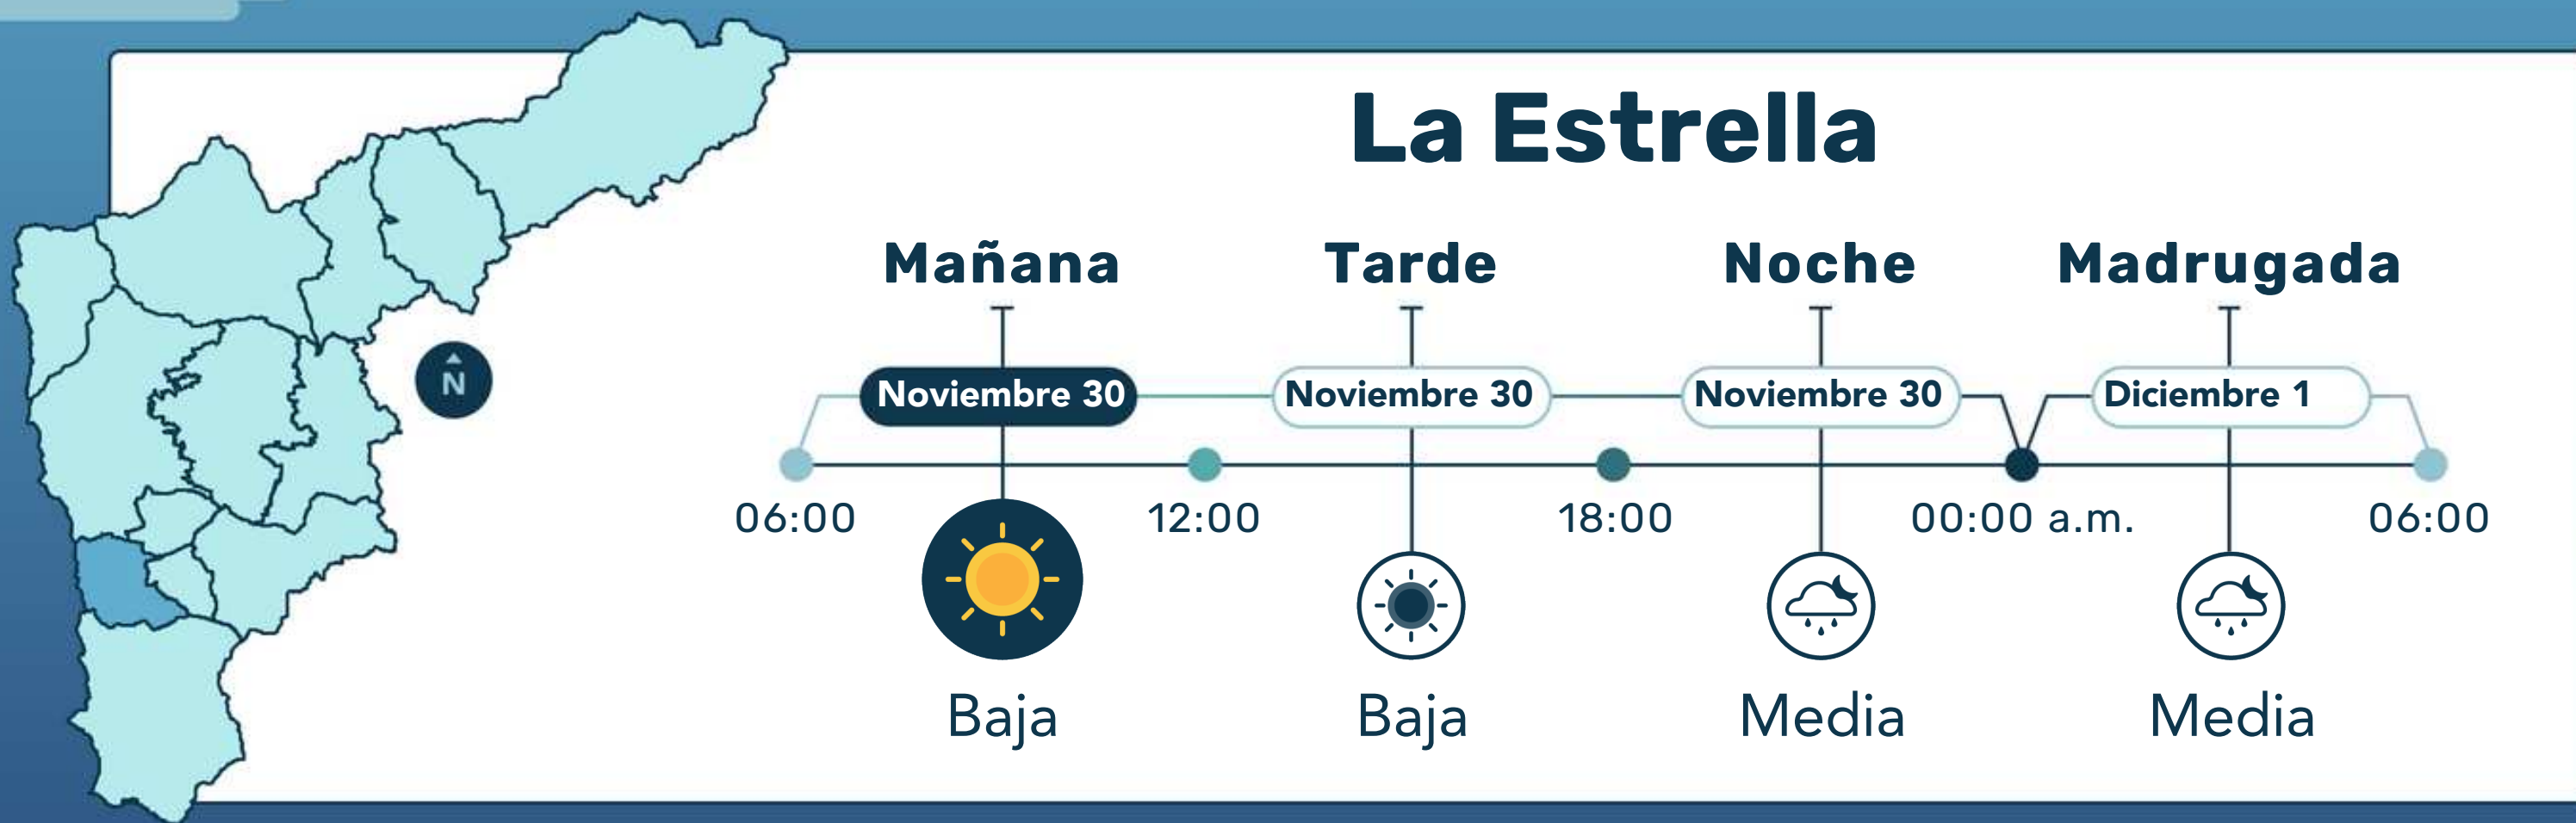 La Estrella
Mañana Tarde Noche Madrugada
N
Noviembre 30 Noviembre 30 Noviembre 30 Diciembre 1
06:00 12:00 18:00 00:00 a.m. 06:00
Baja Baja Media Media